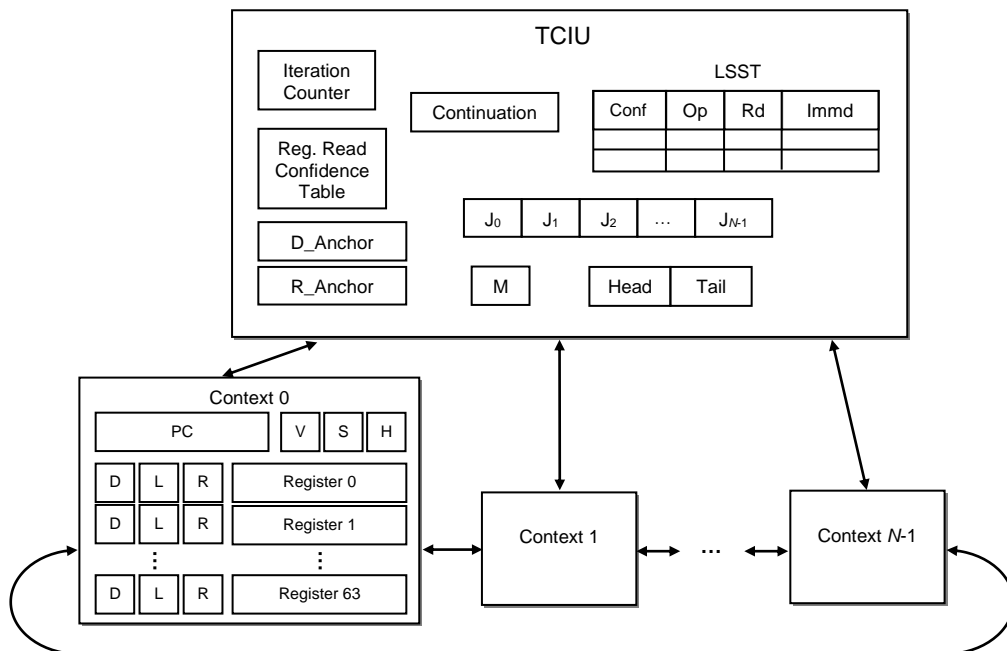 TCIU
Iteration
Counter
Continuation
LSST
Conf Op Rd Immd
Reg. Read
Confidence
Table
J0 J1 J2 ... JN-1
D_Anchor
R_Anchor
M
Head Tail
Context 0
PC V S H
D L R Register 0
D L R Register 1
D L R Register 63
Context 1
...
Context N-1